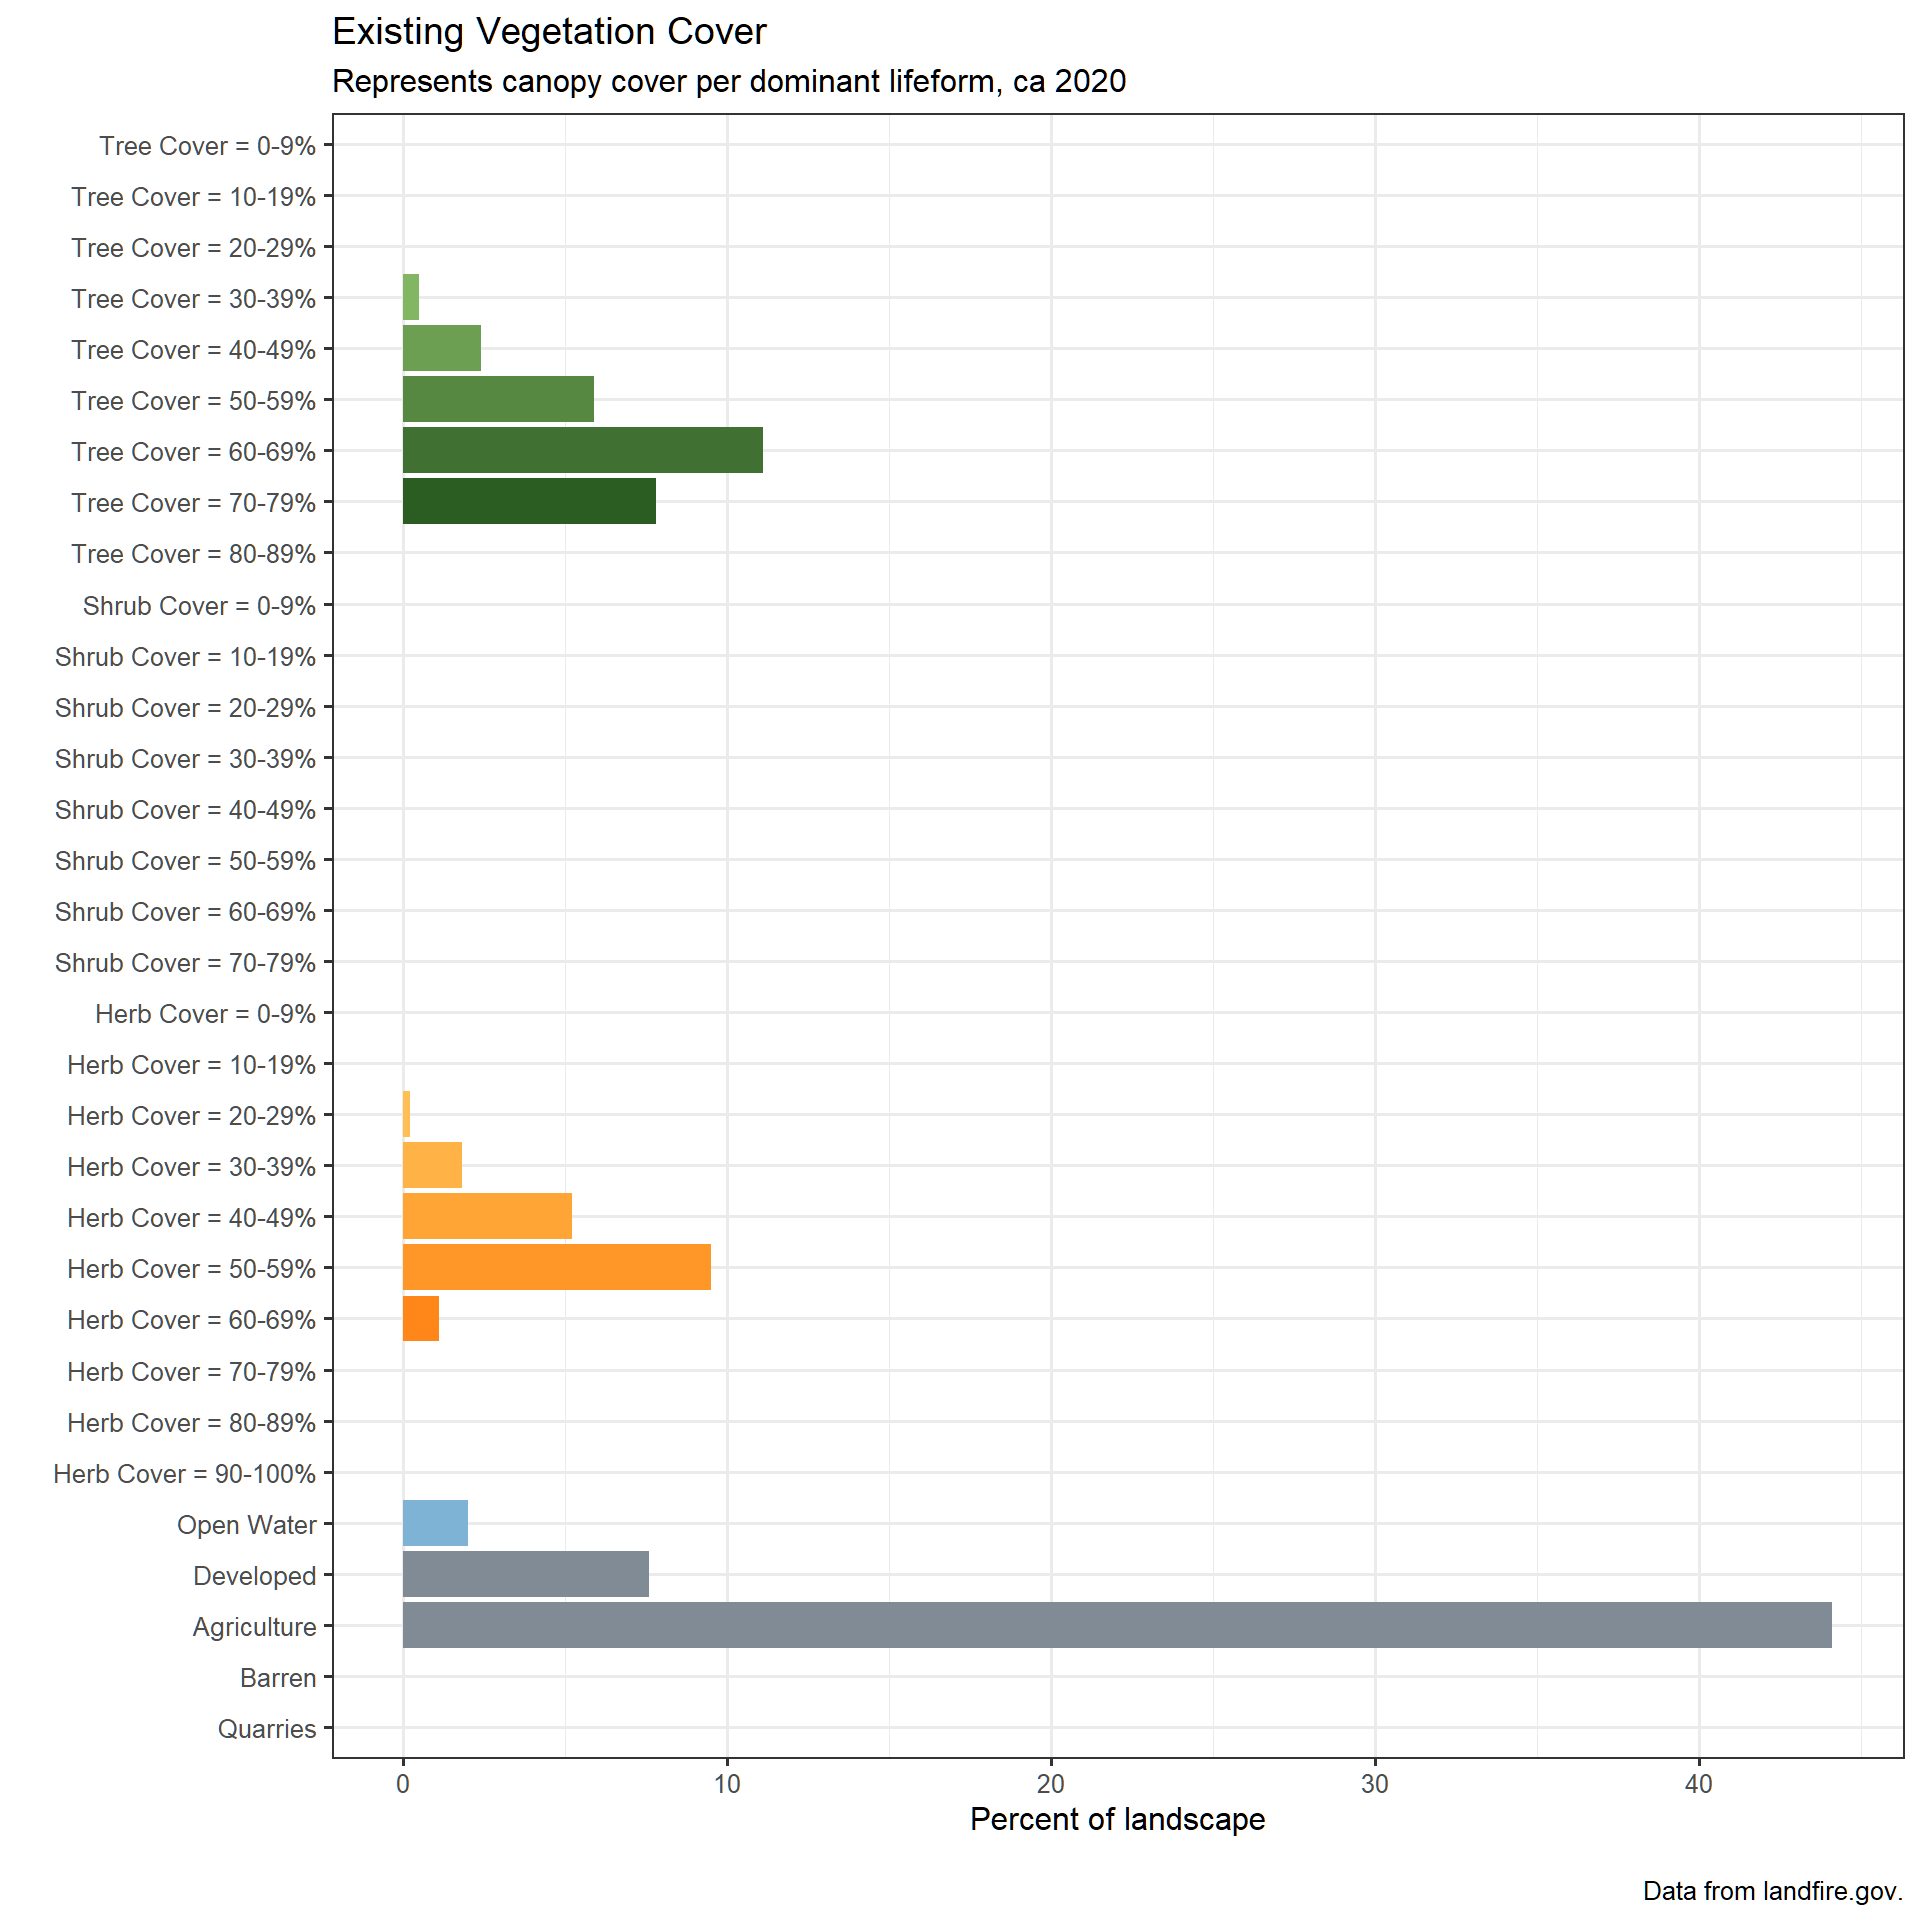 Existing Vegetation Cover
Represents canopy cover per dominant lifeform, ca 2020
Tree Cover = 0-9%
Tree Cover = 10-19%
Tree Cover = 20-29%
Tree Cover = 30-39%
Tree Cover = 40-49%
Tree Cover = 50-59%
Tree Cover = 60-69%
Tree Cover = 70-79%
Tree Cover = 80-89%
Shrub Cover = 0-9%
Shrub Cover = 10-19%
Shrub Cover = 20-29%
Shrub Cover = 30-39%
Shrub Cover = 40-49%
Shrub Cover = 50-59%
Shrub Cover = 60-69%
Shrub Cover = 70-79%
Herb Cover = 0-9%
Herb Cover = 10-19%
Herb Cover = 20-29%
Herb Cover = 30-39%
Herb Cover = 40-49%
Herb Cover = 50-59%
Herb Cover = 60-69%
Herb Cover = 70-79%
Herb Cover = 80-89%
Herb Cover = 90-100%
Open Water
Developed
Agriculture
Barren
Quarries
0 10 20 30 40
Percent of landscape
Data from landfire.gov.